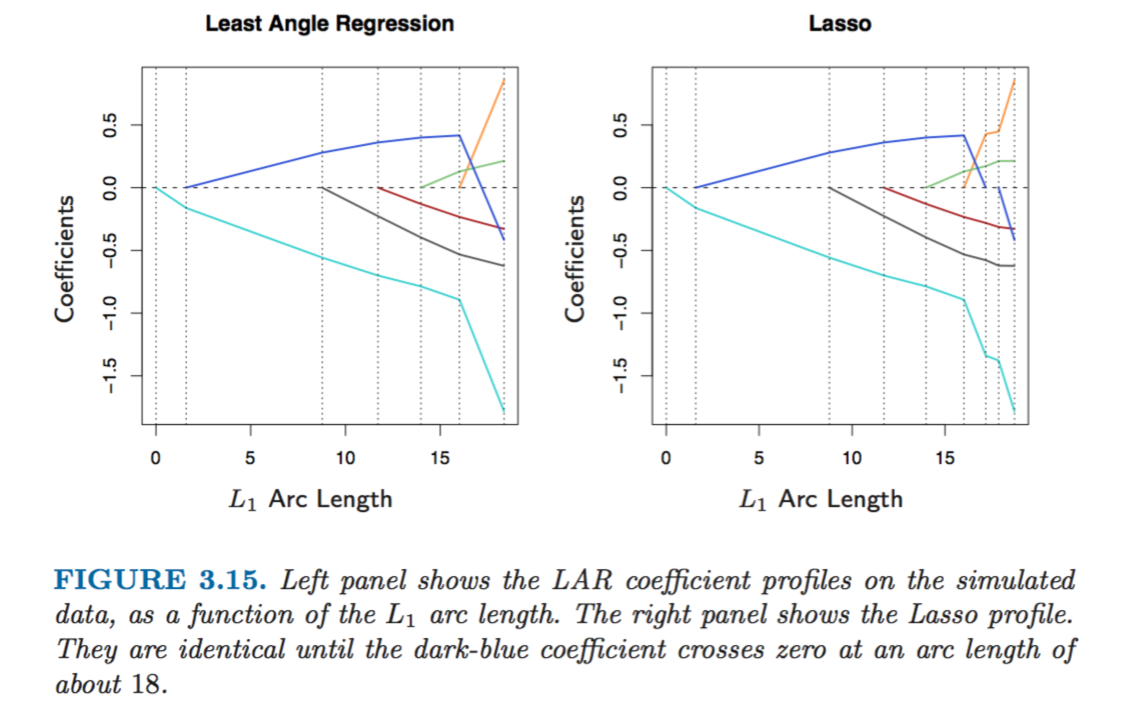 Least Angle Regression
Lasso
Coefficients
0.5
0.0
−0.5
−1.0
−1.5
0 5 10 15
L₁ Arc Length
Coefficients
0.5
0.0
−0.5
−1.0
−1.5
0 5 10 15
L₁ Arc Length
FIGURE 3.15. Left panel shows the LAR coefficient profiles on the simulated
data, as a function of the L₁ arc length. The right panel shows the Lasso profile.
They are identical until the dark-blue coefficient crosses zero at an arc length of
about 18.